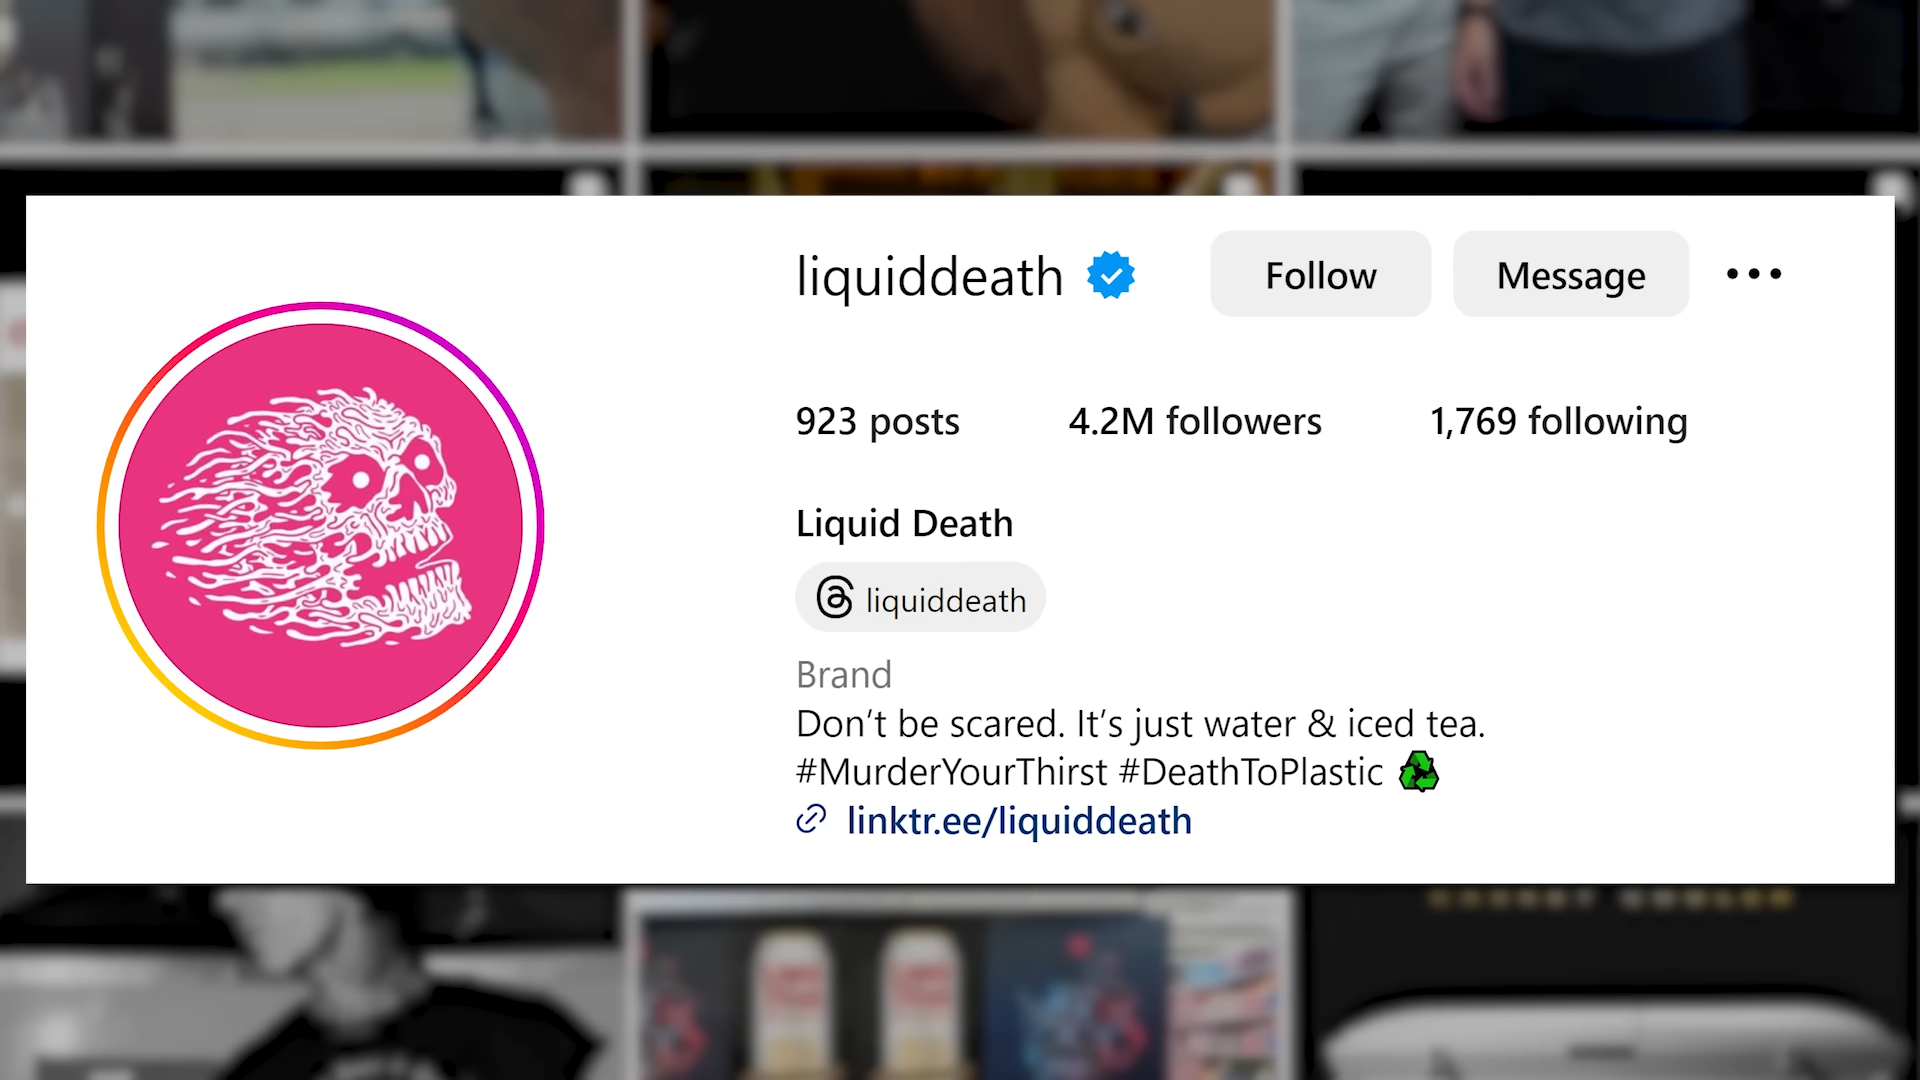 liquiddeath Follow Message
923 posts 4.2M followers 1,769 following
Liquid Death
liquiddeath
Brand
Don’t be scared. It’s just water & iced tea.
#MurderYourThirst #DeathToPlastic
linktr.ee/liquiddeath